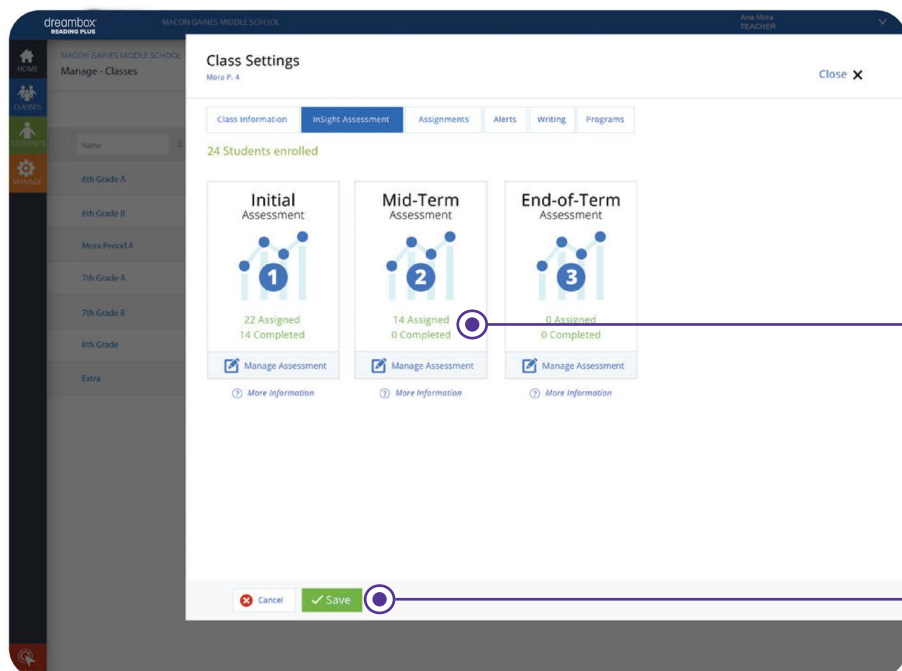 dreambox
READING PLUS
MACON GAINES MIDDLE SCHOOL
Ana Mora
TEACHER
HOME
CLASSES
STUDENTS
MANAGE
MACON GAINES MIDDLE SCHOOL
Manage - Classes
Name
6th Grade A
6th Grade B
Mora Period 4
7th Grade A
7th Grade B
8th Grade
Extra
Class Settings
Mora P. 4
Close X
Class Information
InSight Assessment
Assignments
Alerts
Writing
Programs
24 Students enrolled
Initial
Assessment
1
22 Assigned
14 Completed
Manage Assessment
? More Information
Mid-Term
Assessment
2
14 Assigned
0 Completed
Manage Assessment
? More Information
End-of-Term
Assessment
3
0 Assigned
0 Completed
Manage Assessment
? More Information
Cancel
Save